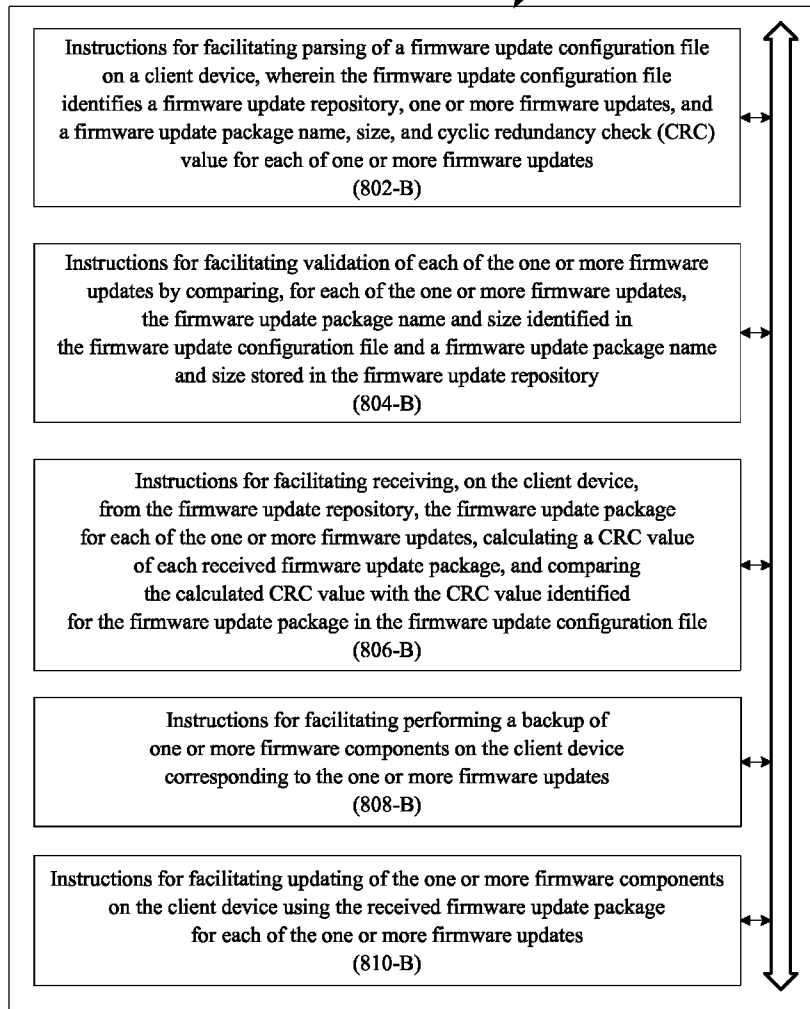 Instructions for facilitating parsing of a firmware update configuration file
on a client device, wherein the firmware update configuration file
identifies a firmware update repository, one or more firmware updates, and
a firmware update package name, size, and cyclic redundancy check (CRC)
value for each of one or more firmware updates
(802-B)
Instructions for facilitating validation of each of the one or more firmware
updates by comparing, for each of the one or more firmware updates,
the firmware update package name and size identified in
the firmware update configuration file and a firmware update package name
and size stored in the firmware update repository
(804-B)
Instructions for facilitating receiving, on the client device,
from the firmware update repository, the firmware update package
for each of the one or more firmware updates, calculating a CRC value
of each received firmware update package, and comparing
the calculated CRC value with the CRC value identified
for the firmware update package in the firmware update configuration file
(806-B)
Instructions for facilitating performing a backup of
one or more firmware components on the client device
corresponding to the one or more firmware updates
(808-B)
Instructions for facilitating updating of the one or more firmware components
on the client device using the received firmware update package
for each of the one or more firmware updates
(810-B)